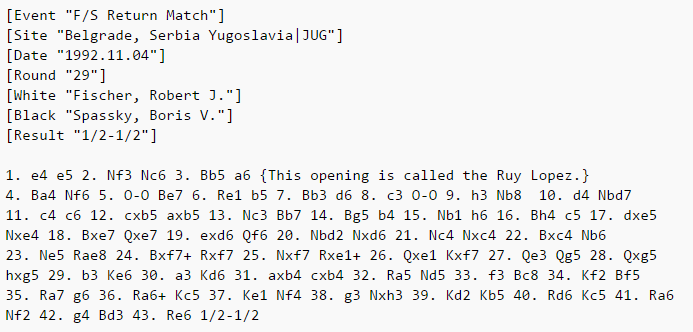 [Event "F/S Return Match"]
[Site "Belgrade, Serbia Yugoslavia|JUG"]
[Date "1992.11.04"]
[Round "29"]
[White "Fischer, Robert J."]
[Black "Spassky, Boris V."]
[Result "1/2-1/2"]

1. e4 e5 2. Nf3 Nc6 3. Bb5 a6 {This opening is called the Ruy Lopez.}
4. Ba4 Nf6 5. O-O Be7 6. Re1 b5 7. Bb3 d6 8. c3 O-O 9. h3 Nb8  10. d4 Nbd7
11. c4 c6 12. cxb5 axb5 13. Nc3 Bb7 14. Bg5 b4 15. Nb1 h6 16. Bh4 c5 17. dxe5
Nxe4 18. Bxe7 Qxe7 19. exd6 Qf6 20. Nbd2 Nxd6 21. Nc4 Nxc4 22. Bxc4 Nb6
23. Ne5 Rae8 24. Bxf7+ Rxf7 25. Nxf7 Rxe1+ 26. Qxe1 Kxf7 27. Qe3 Qg5 28. Qxg5
hxg5 29. b3 Ke6 30. a3 Kd6 31. axb4 cxb4 32. Ra5 Nd5 33. f3 Bc8 34. Kf2 Bf5
35. Ra7 g6 36. Ra6+ Kc5 37. Ke1 Nf4 38. g3 Nxh3 39. Kd2 Kb5 40. Rd6 Kc5 41. Ra6
Nf2 42. g4 Bd3 43. Re6 1/2-1/2